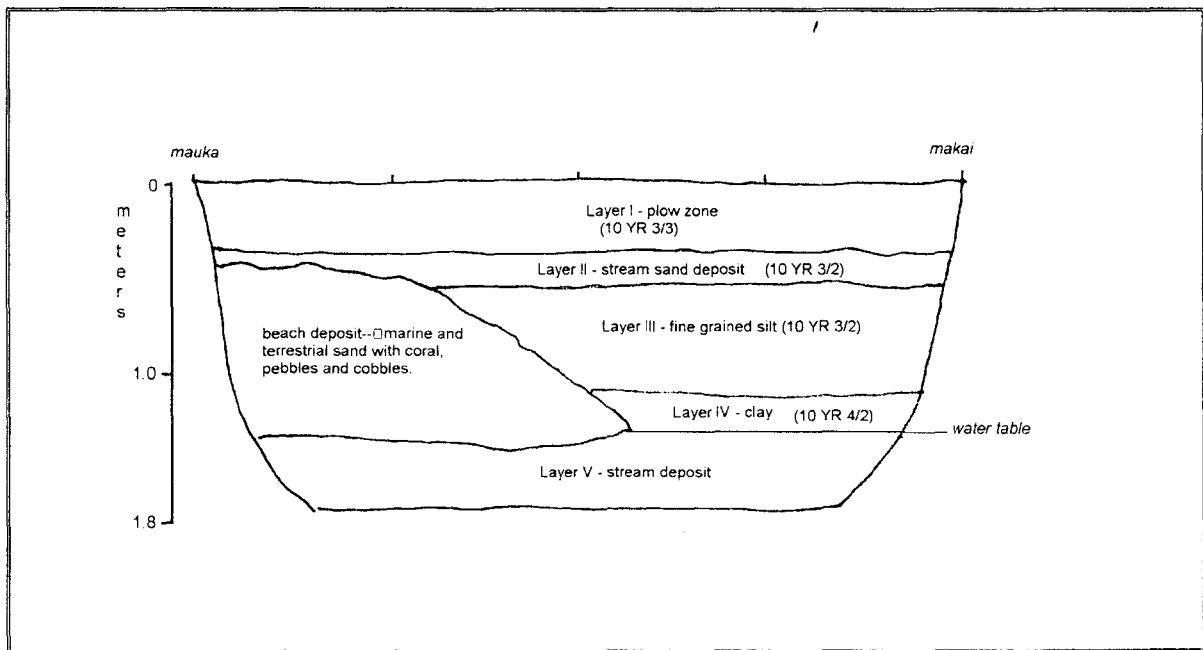 mauka
makai
0
meters
Layer I - plow zone
(10 YR 3/3)
Layer II - stream sand deposit (10 YR 3/2)
Layer III - fine grained silt (10 YR 3/2)
beach deposit--□marine and
terrestrial sand with coral,
pebbles and cobbles.
1.0
Layer IV - clay (10 YR 4/2)
water table
Layer V - stream deposit
1.8